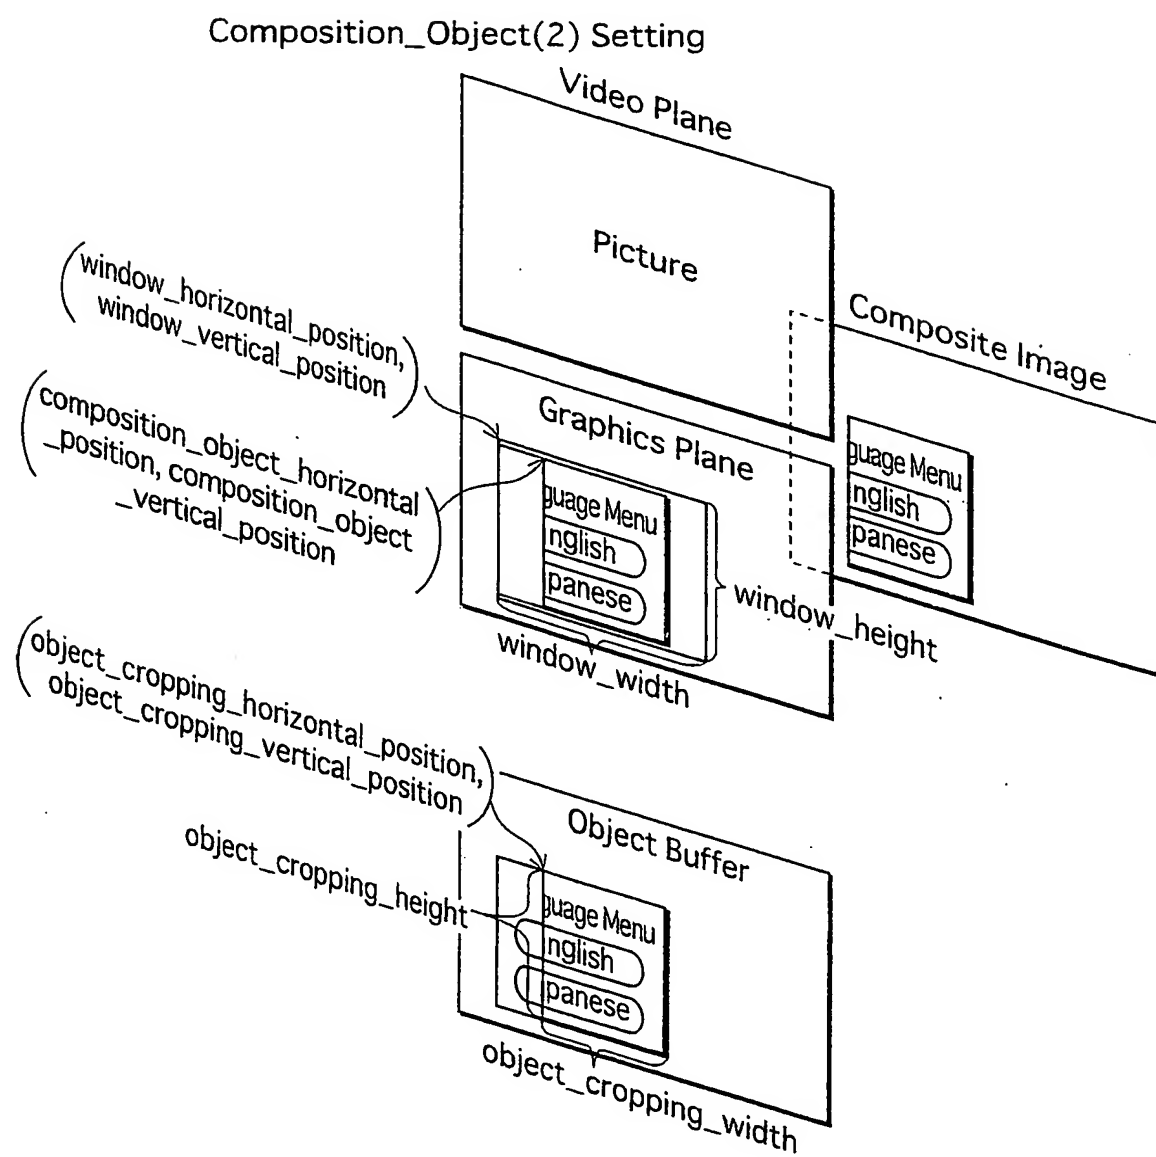 Composition_Object(2) Setting
Video Plane
Picture
(window_horizontal_position,
window_vertical_position)
Composite Image
guage Menu
nglish
panese
(composition_object_horizontal
_position, composition_object
_vertical_position)
Graphics Plane
guage Menu
nglish
panese
window_height
window_width
(object_cropping_horizontal_position,
object_cropping_vertical_position)
Object Buffer
object_cropping_height
guage Menu
nglish
panese
object_cropping_width